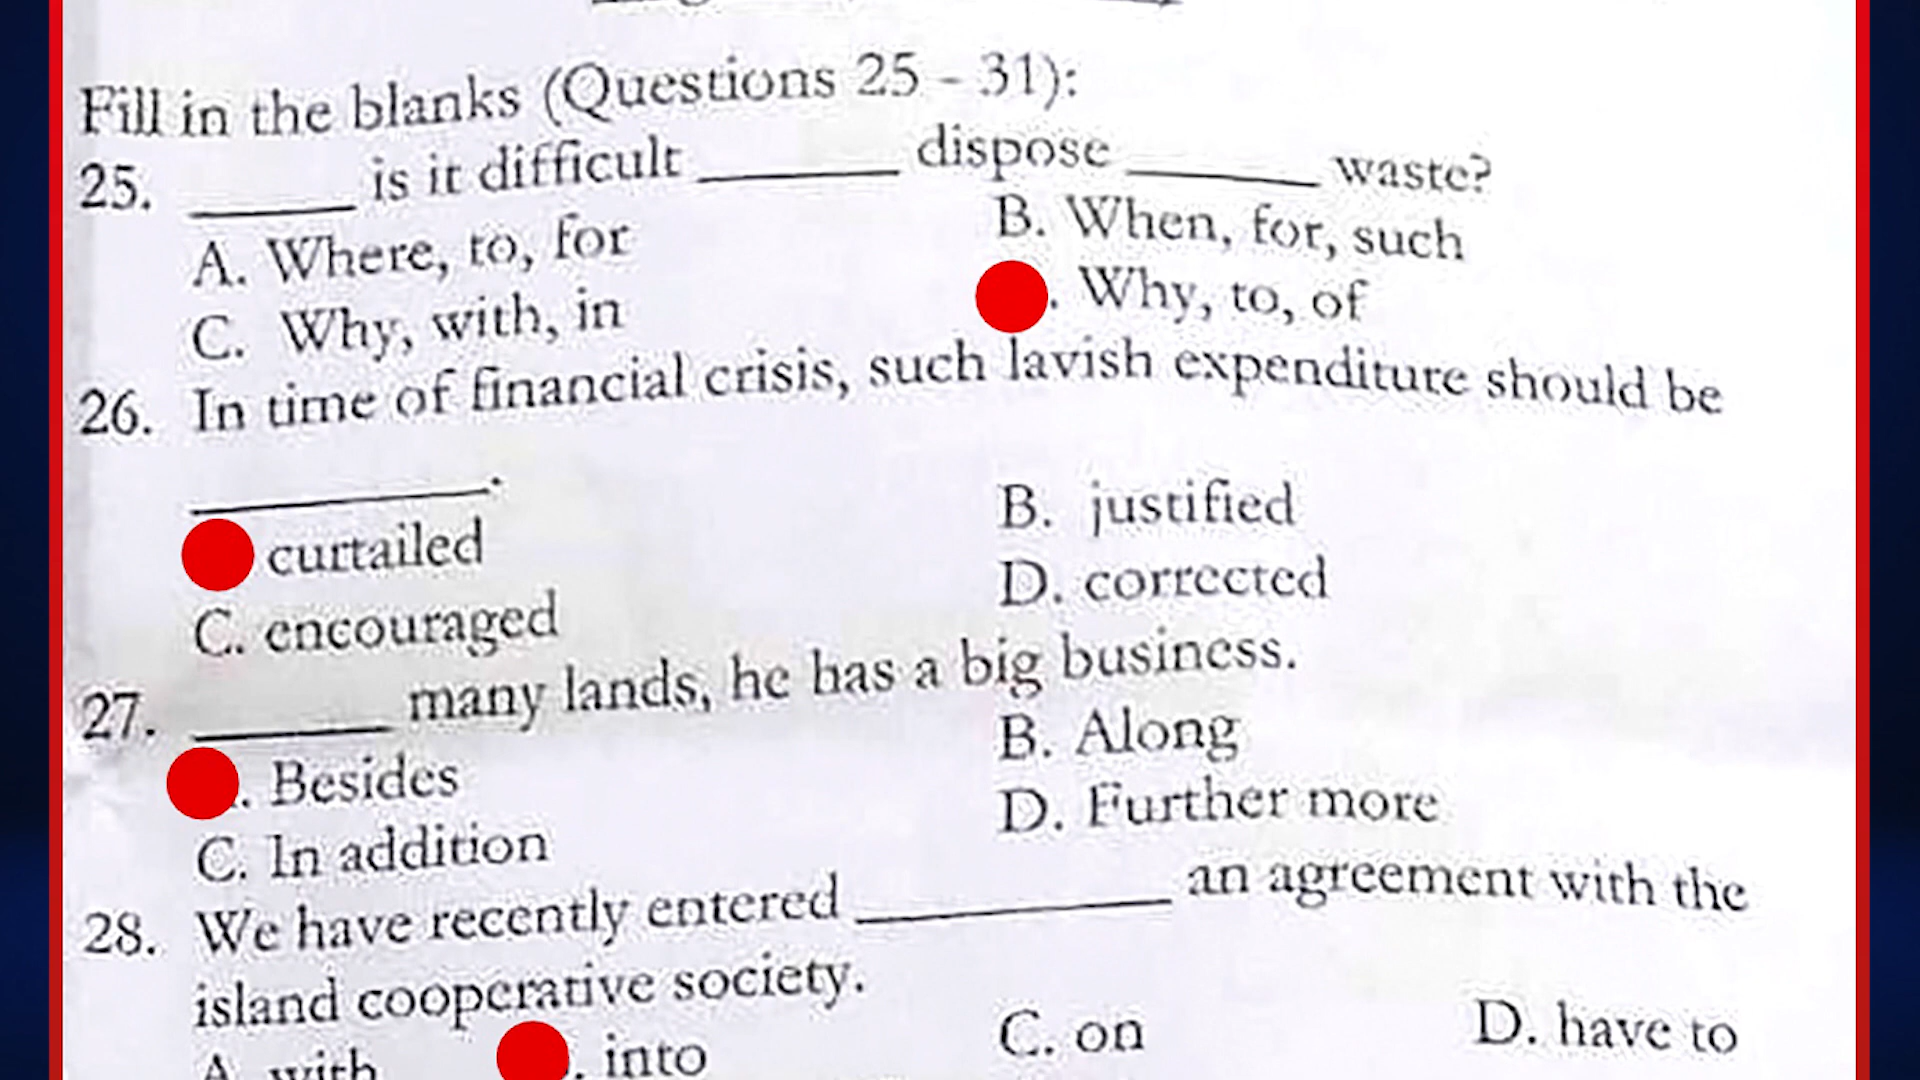 Fill in the blanks (Questions 25 - 31):
25. ______ is it difficult ______ dispose ______ waste?
A. Where, to, for B. When, for, such
C. Why, with, in . Why, to, of
26. In time of financial crisis, such lavish expenditure should be
______.
curtailed B. justified
C. encouraged D. corrected
27. ______ many lands, he has a big business.
. Besides B. Along
C. In addition D. Further more
28. We have recently entered ______ an agreement with the
island cooperative society.
A. with . into C. on D. have to